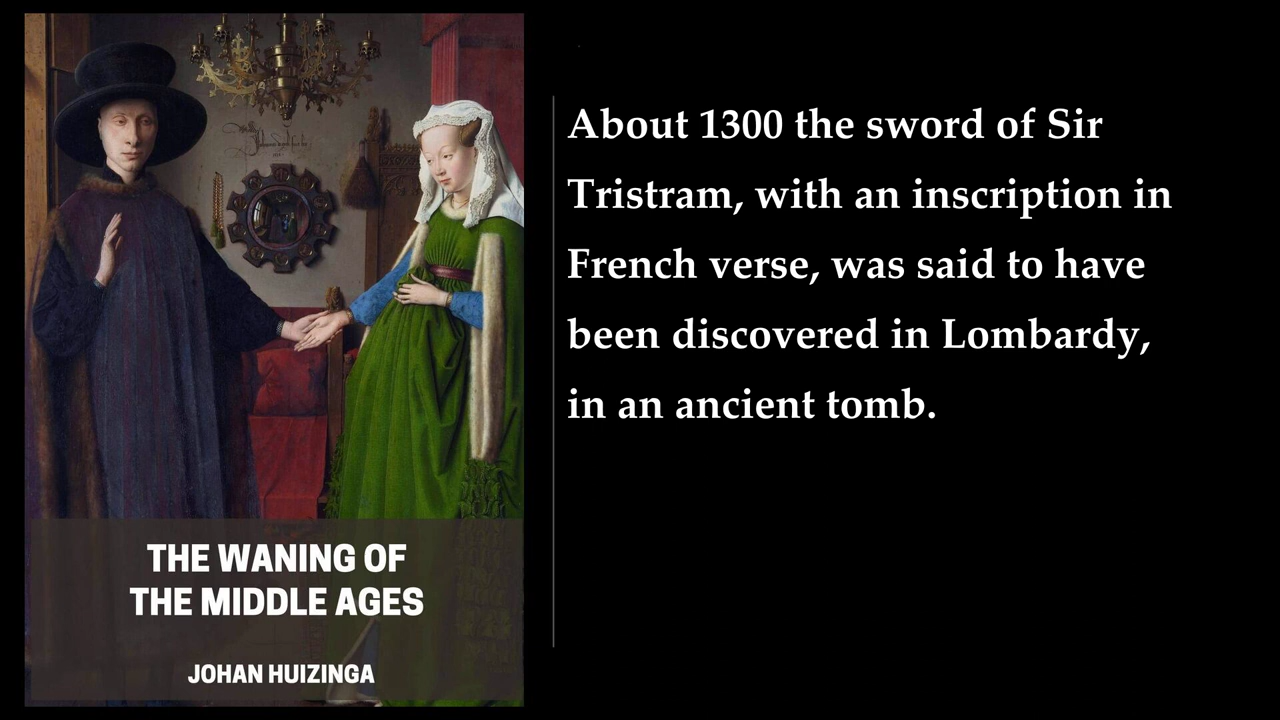 THE WANING OF
THE MIDDLE AGES
JOHAN HUIZINGA
About 1300 the sword of Sir
Tristram, with an inscription in
French verse, was said to have
been discovered in Lombardy,
in an ancient tomb.